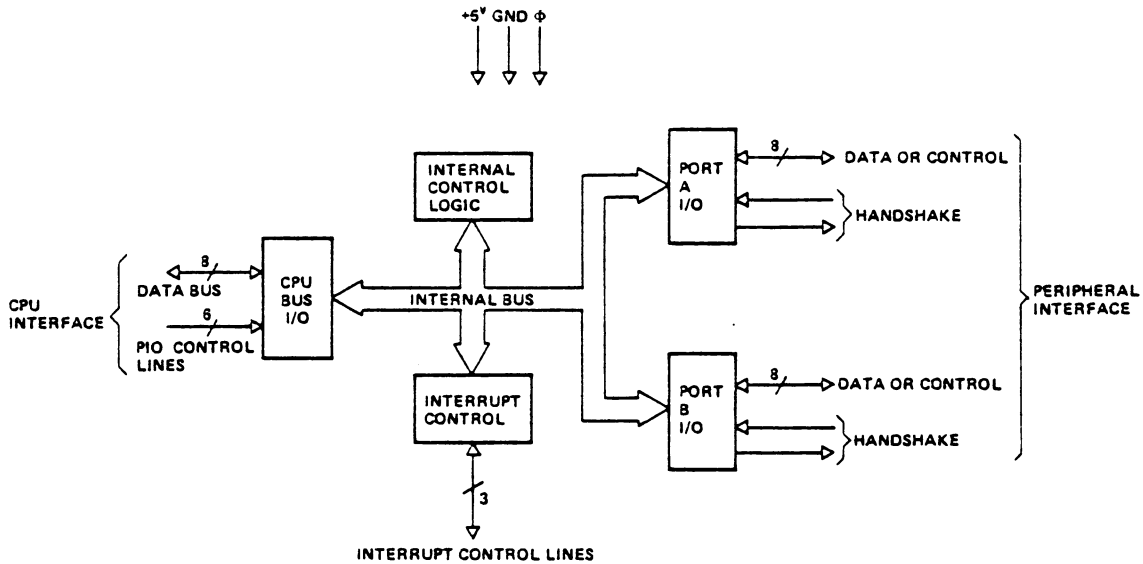 +5V GND Φ
INTERNAL
CONTROL
LOGIC
PORT
A
I/O
8
DATA OR CONTROL
HANDSHAKE
CPU
INTERFACE
8
DATA BUS
6
PIO CONTROL
LINES
CPU
BUS
I/O
INTERNAL BUS
PERIPHERAL
INTERFACE
INTERRUPT
CONTROL
PORT
B
I/O
8
DATA OR CONTROL
HANDSHAKE
3
INTERRUPT CONTROL LINES